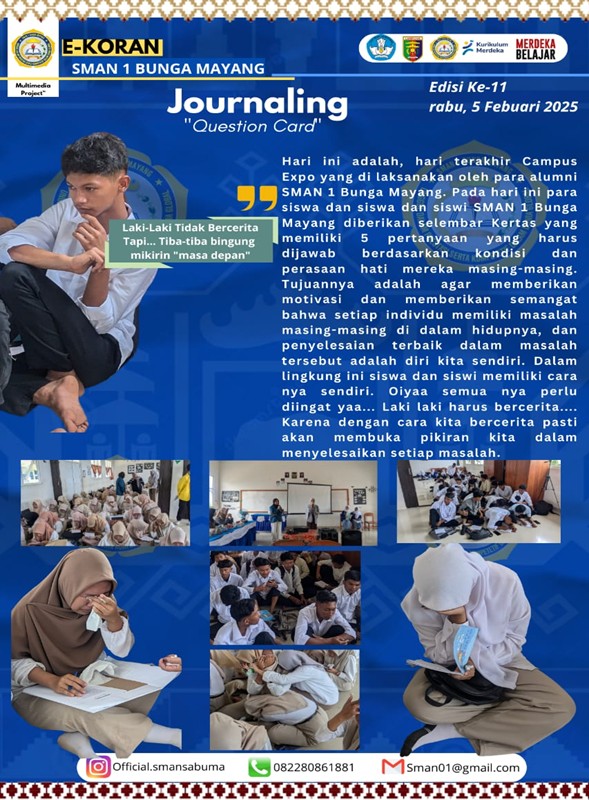 E-KORAN
SMAN 1 BUNGA MAYANG
Multimedia
Project"
Kurikulum
Merdeka
MERDEKA
BELAJAR
Journaling
"Question Card"
Edisi Ke-11
rabu, 5 Febuari 2025
Laki-Laki Tidak Bercerita
Tapi... Tiba-tiba bingung
mikirin "masa depan"
Hari ini adalah, hari terakhir Campus
Expo yang di laksanakan oleh para alumni
SMAN 1 Bunga Mayang. Pada hari ini para
siswa dan siswa dan siswi SMAN 1 Bunga
Mayang diberikan selembar Kertas yang
memiliki 5 pertanyaan yang harus
dijawab berdasarkan kondisi dan
perasaan hati mereka masing-masing.
Tujuannya adalah agar memberikan
motivasi dan memberikan semangat
bahwa setiap individu memiliki masalah
masing-masing di dalam hidupnya, dan
penyelesaian terbaik dalam masalah
tersebut adalah diri kita sendiri. Dalam
lingkung ini siswa dan siswi memiliki cara
nya sendiri. Oiyaa semua nya perlu
diingat yaa... Laki laki harus bercerita....
Karena dengan cara kita bercerita pasti
akan membuka pikiran kita dalam
menyelesaikan setiap masalah.
Official.smansabuma
082280861881
Sman01@gmail.com